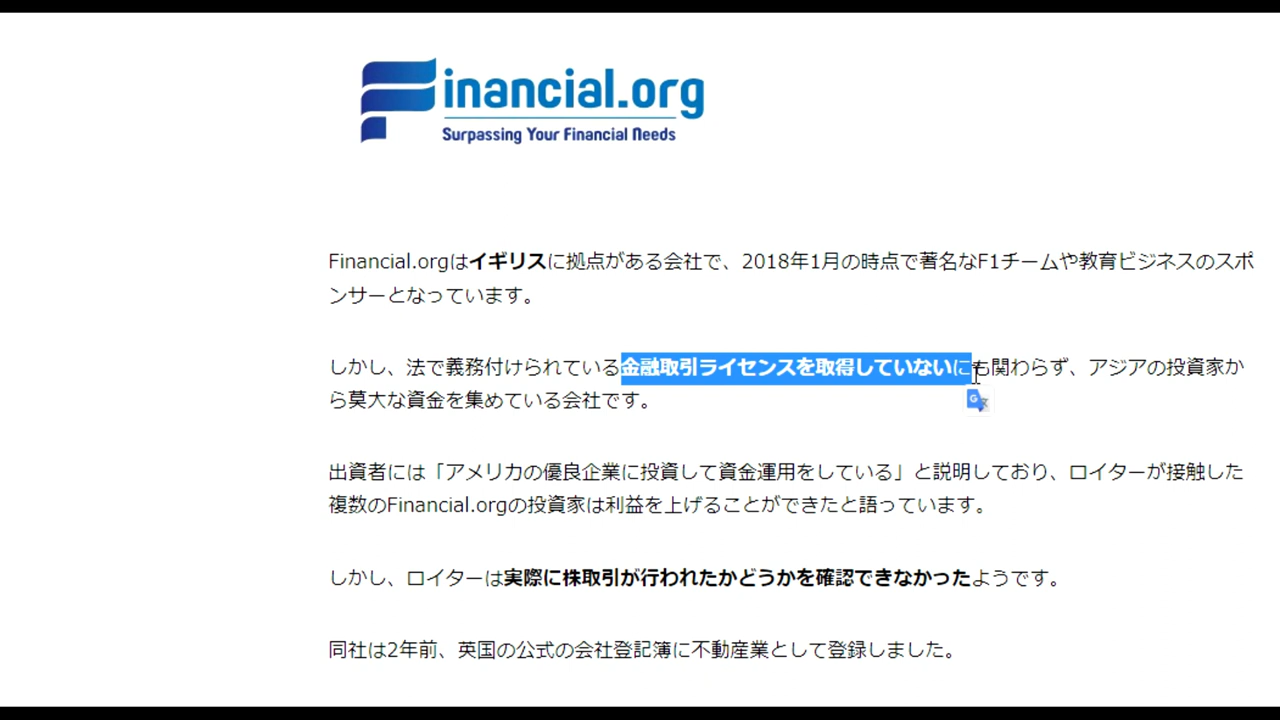 Financial.org
Surpassing Your Financial Needs
Financial.orgはイギリスに拠点がある会社で、2018年1月の時点で著名なF1チームや教育ビジネスのスポ
ンサーとなっています。
しかし、法で義務付けられている金融取引ライセンスを取得していないにも関わらず、アジアの投資家か
ら莫大な資金を集めている会社です。
出資者には「アメリカの優良企業に投資して資金運用をしている」と説明しており、ロイターが接触した
複数のFinancial.orgの投資家は利益を上げることができたと語っています。
しかし、ロイターは実際に株取引が行われたかどうかを確認できなかったようです。
同社は2年前、英国の公式の会社登記簿に不動産業として登録しました。